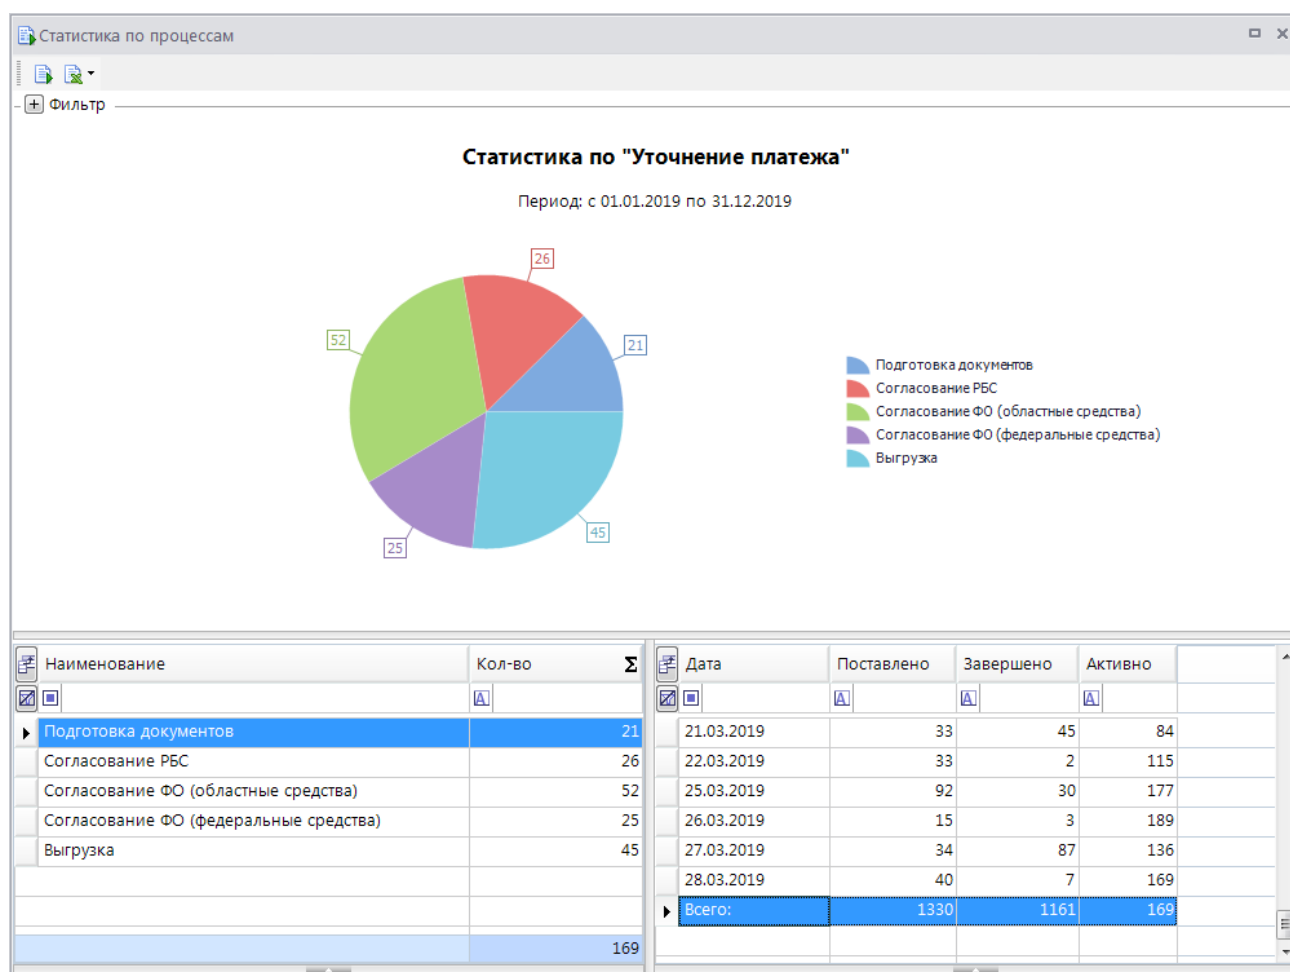 Статистика по процессам
Фильтр
Статистика по "Уточнение платежа"
Период: с 01.01.2019 по 31.12.2019
26
52
21
45
25
Подготовка документов
Согласование РБС
Согласование ФО (областные средства)
Согласование ФО (федеральные средства)
Выгрузка
Наименование Кол-во Σ
Подготовка документов 21
Согласование РБС 26
Согласование ФО (областные средства) 52
Согласование ФО (федеральные средства) 25
Выгрузка 45
169
Дата Поставлено Завершено Активно
21.03.2019 33 45 84
22.03.2019 33 2 115
25.03.2019 92 30 177
26.03.2019 15 3 189
27.03.2019 34 87 136
28.03.2019 40 7 169
Всего: 1330 1161 169